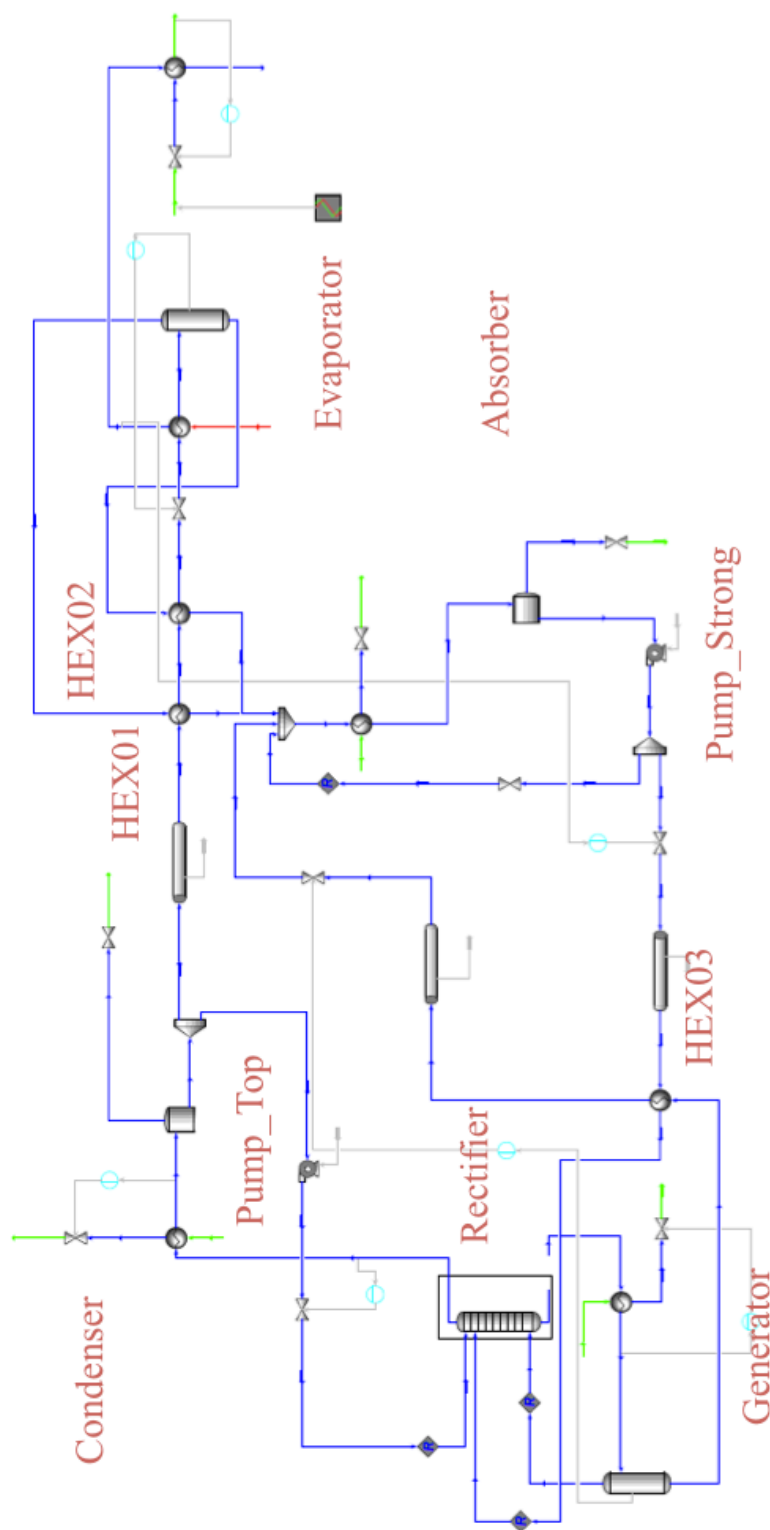 Condenser
Pump_Top
HEX01
HEX02
Evaporator
Rectifier
Absorber
Generator
HEX03
Pump_Strong
R
R
R
R